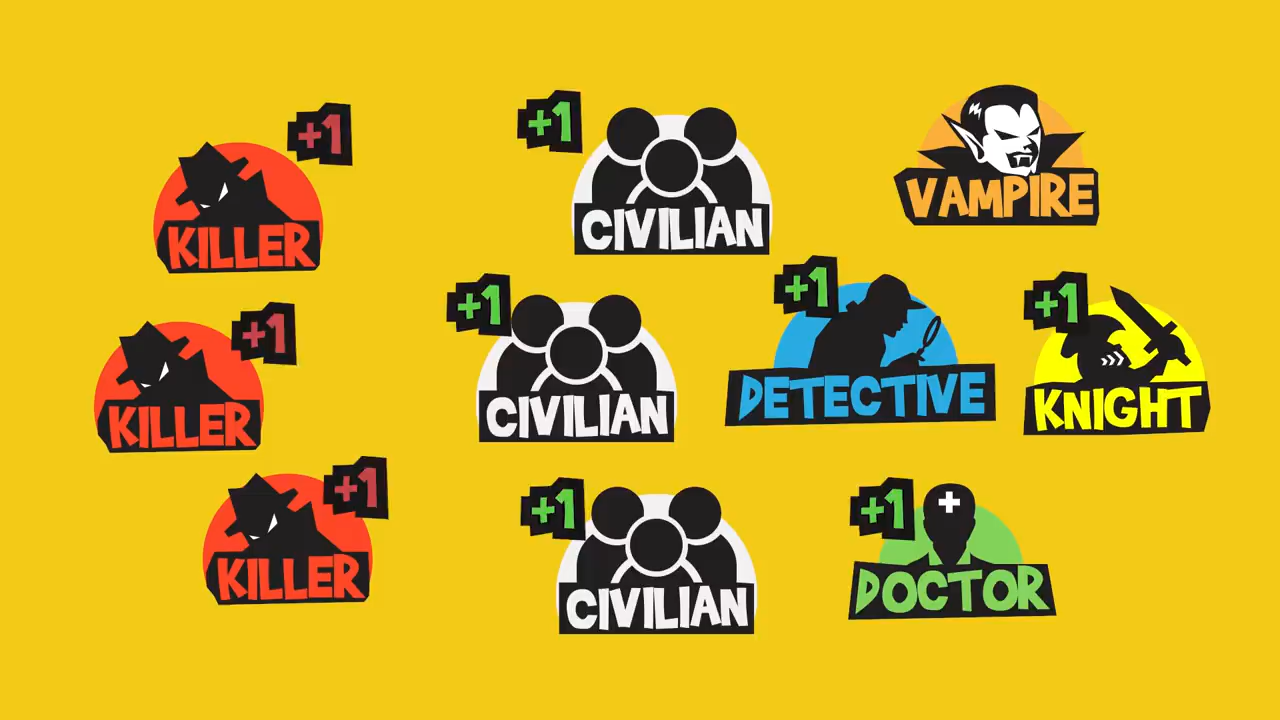 +1
KILLER
+1
CIVILIAN
VAMPIRE
+1
KILLER
+1
CIVILIAN
+1
DETECTIVE
+1
KNIGHT
+1
KILLER
+1
CIVILIAN
+1
DOCTOR